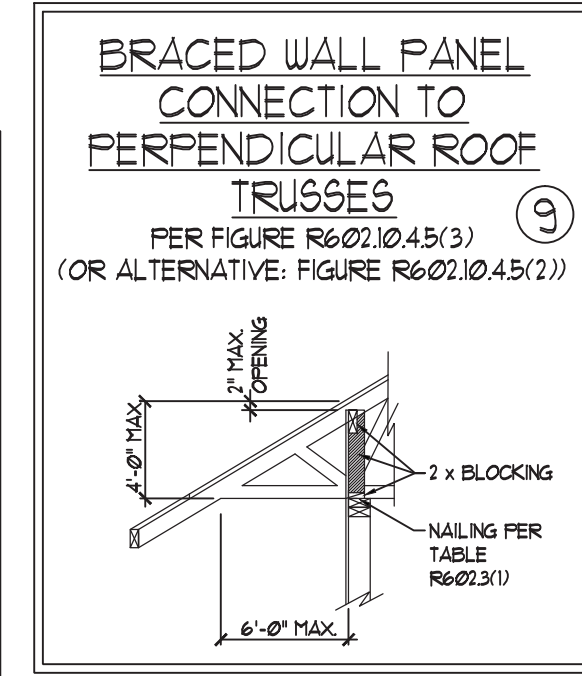 BRACED WALL PANEL
CONNECTION TO
PERPENDICULAR ROOF
TRUSSES
9
PER FIGURE R602.10.4.5(3)
(OR ALTERNATIVE: FIGURE R602.10.4.5(2))
2" MAX.
OPENING
4'-0" MAX.
2 x BLOCKING
NAILING PER
TABLE
R602.3(1)
6'-0" MAX.